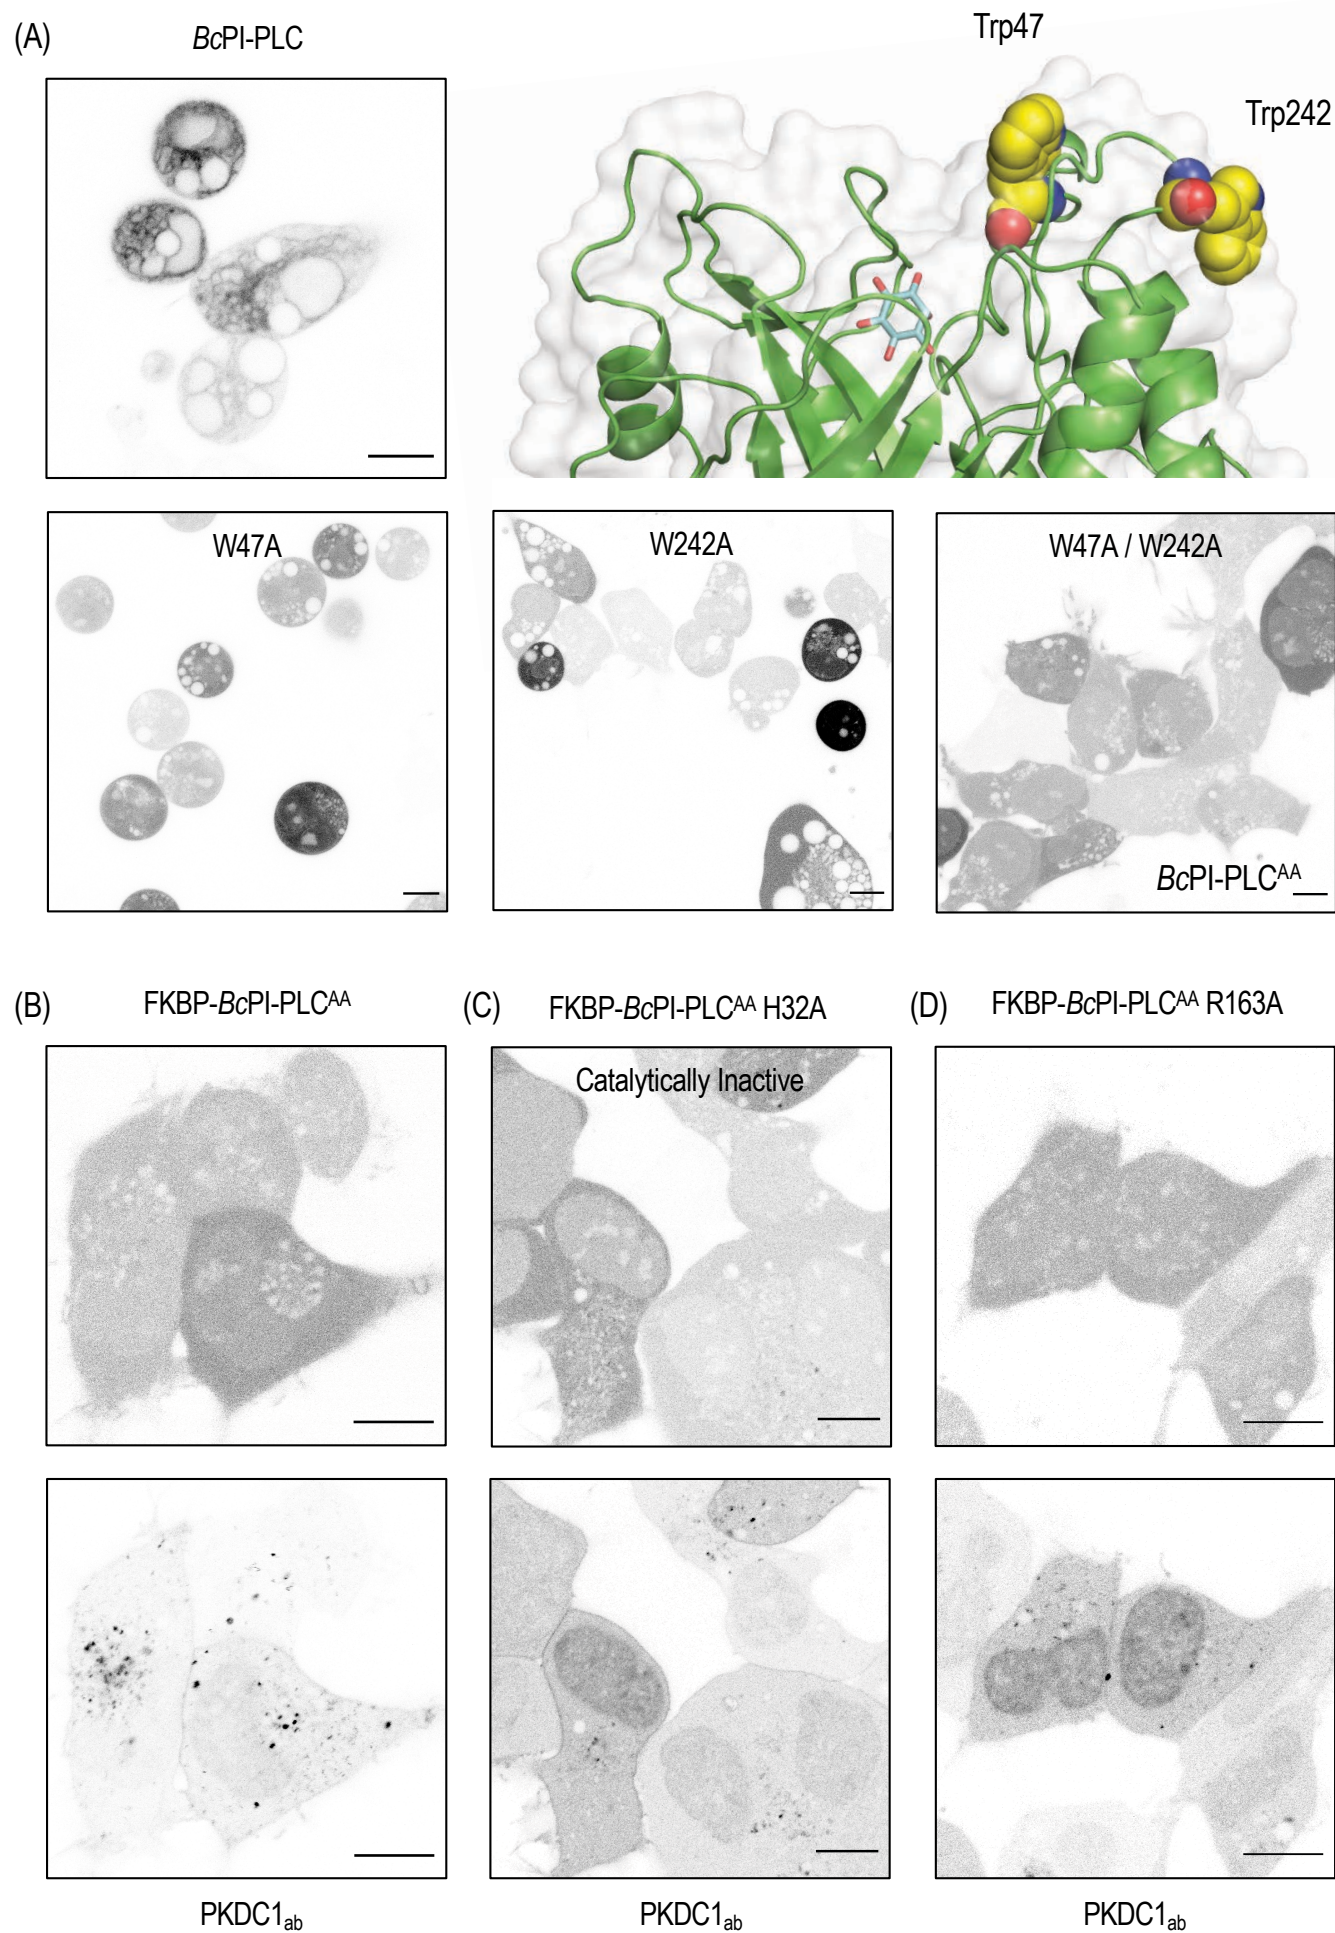 (A)
BcPI-PLC
Trp47
Trp242
W47A
W242A
W47A / W242A
BcPI-PLCᴬᴬ
(B)
FKBP-BcPI-PLCᴬᴬ
(C)
FKBP-BcPI-PLCᴬᴬ H32A
(D)
FKBP-BcPI-PLCᴬᴬ R163A
Catalytically Inactive
PKDC1ab
PKDC1ab
PKDC1ab